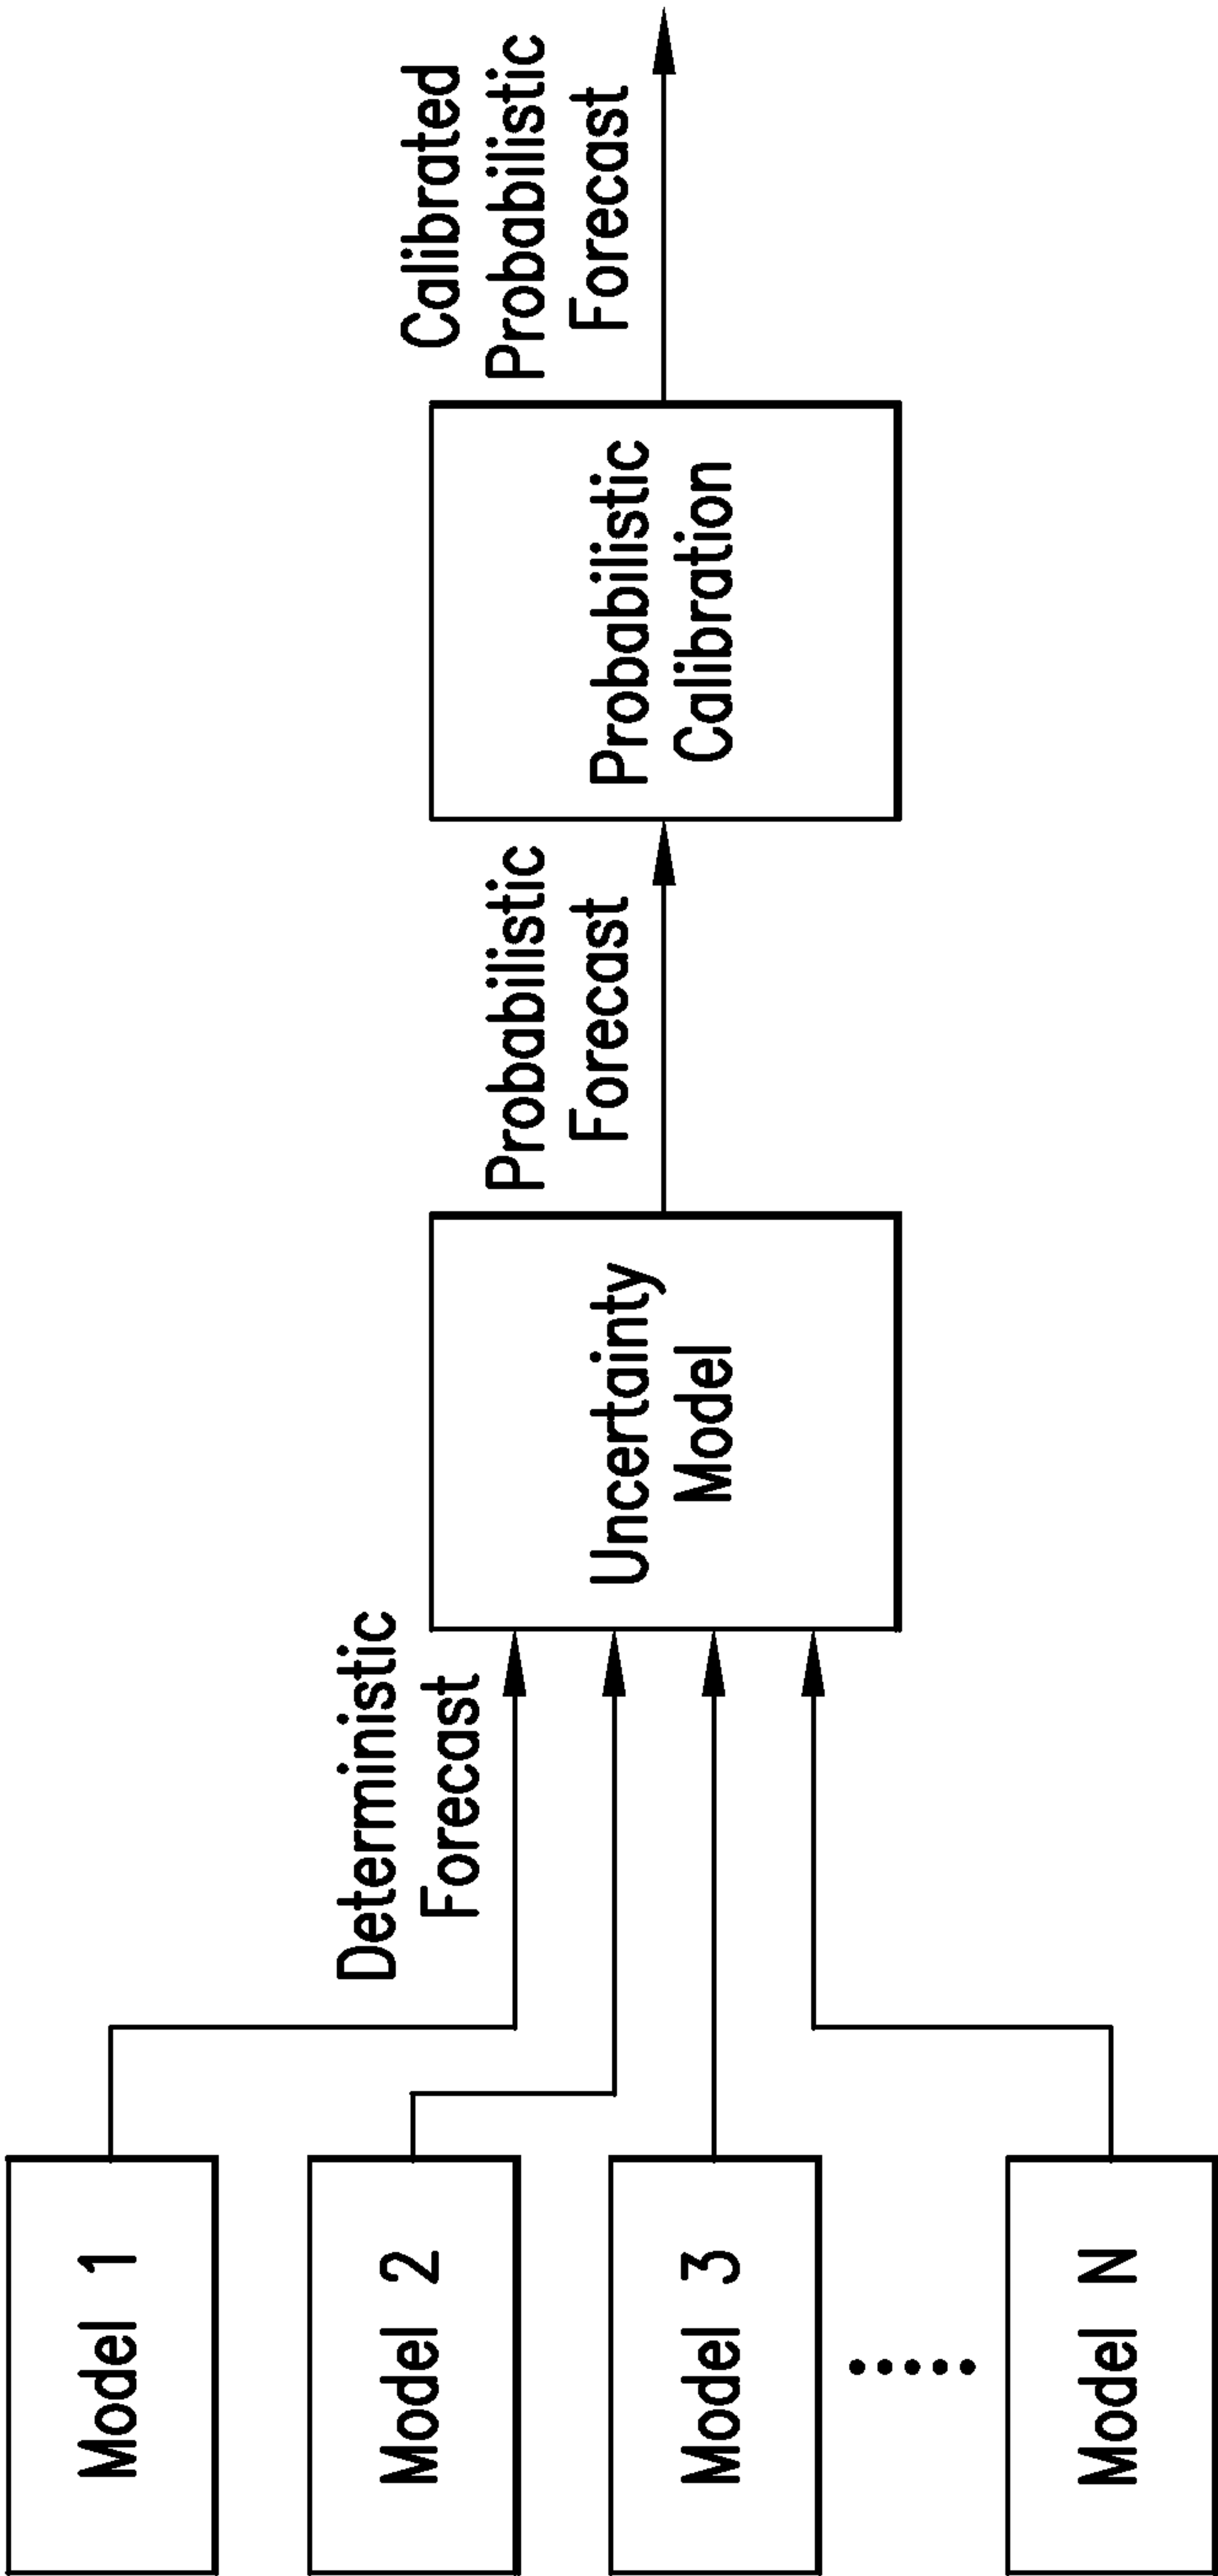 Model 1
Model 2
Model 3
.....
Model N
Deterministic
Forecast
Uncertainty
Model
Probabilistic
Forecast
Probabilistic
Calibration
Calibrated
Probabilistic
Forecast